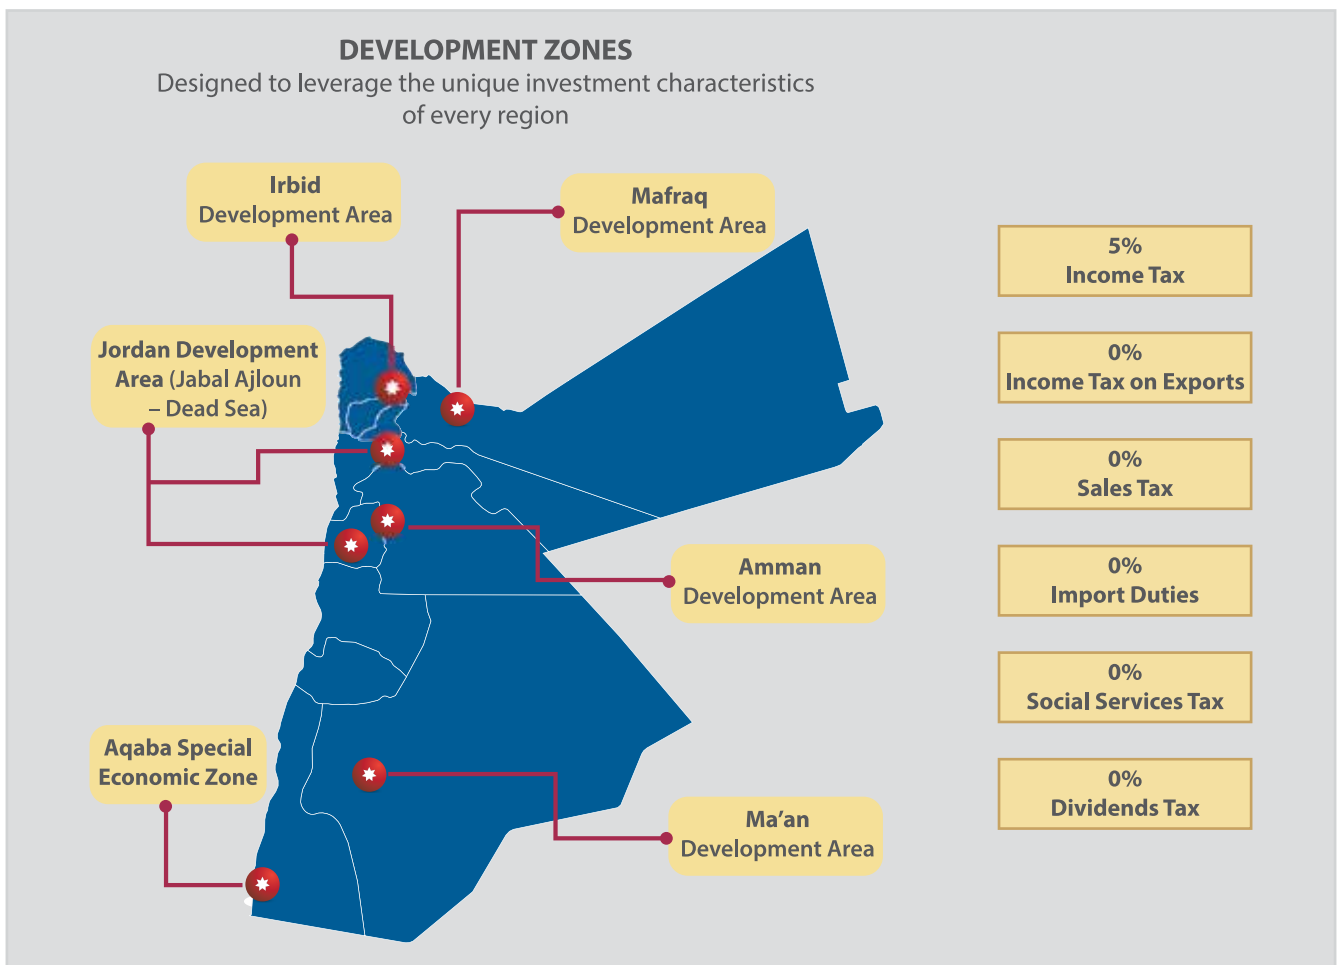 DEVELOPMENT ZONES
Designed to leverage the unique investment characteristics
of every region
Irbid
Development Area
Mafraq
Development Area
Jordan Development
Area (Jabal Ajloun
– Dead Sea)
Amman
Development Area
Aqaba Special
Economic Zone
Ma’an
Development Area
5%
Income Tax
0%
Income Tax on Exports
0%
Sales Tax
0%
Import Duties
0%
Social Services Tax
0%
Dividends Tax